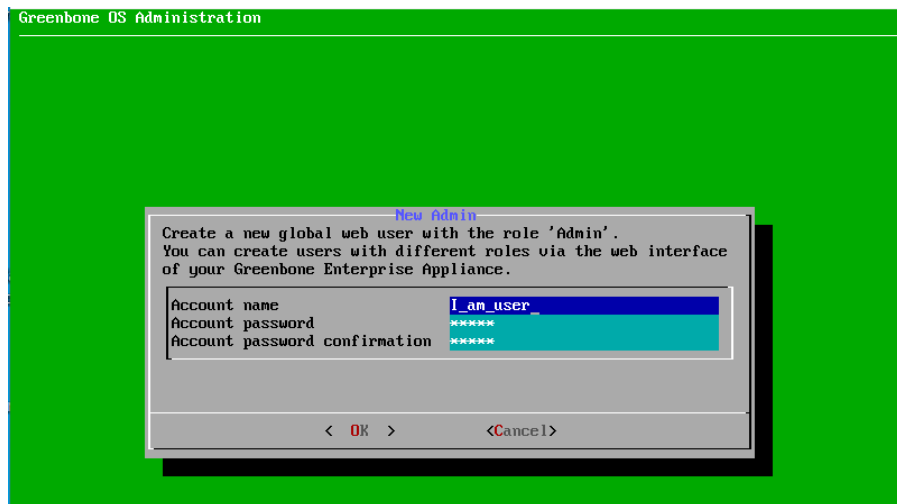 Greenbone OS Administration
New Admin
Create a new global web user with the role 'Admin'.
You can create users with different roles via the web interface
of your Greenbone Enterprise Appliance.
Account name I_am_user_
Account password *****
Account password confirmation *****
< OK > <Cancel>